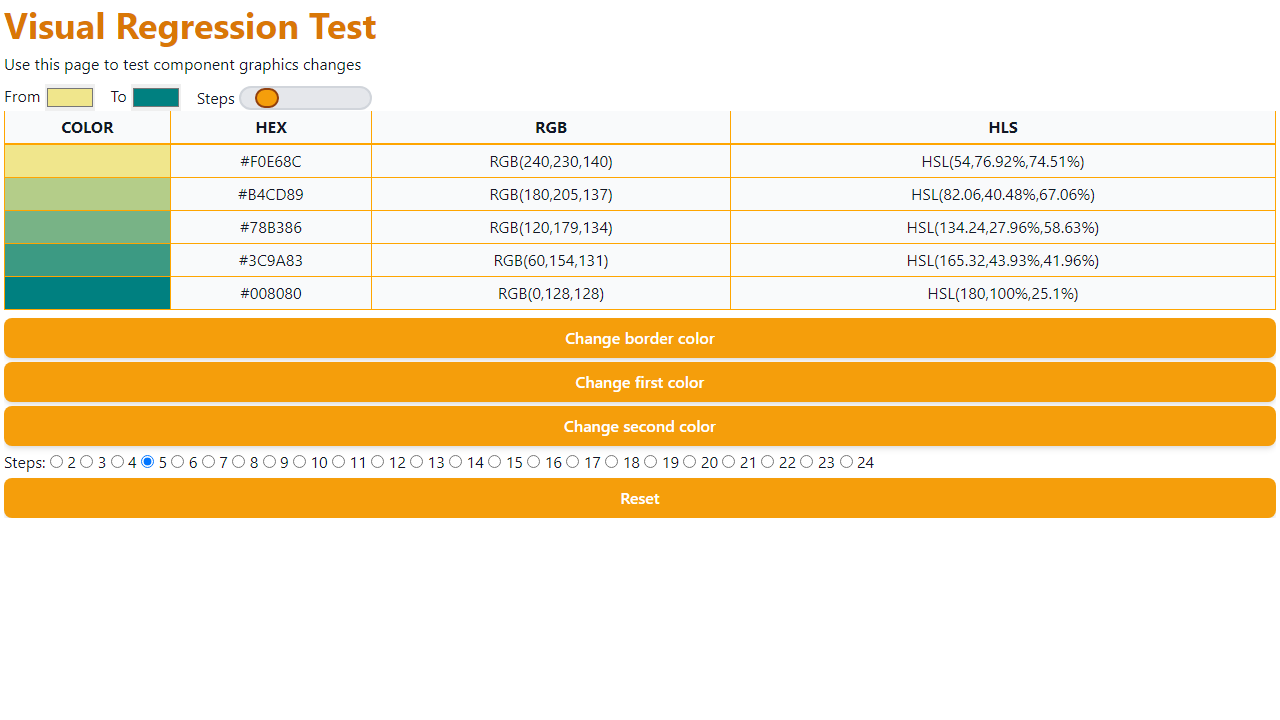 Visual Regression Test
Use this page to test component graphics changes
From To Steps
COLOR HEX RGB HLS
#F0E68C RGB(240,230,140) HSL(54,76.92%,74.51%)
#B4CD89 RGB(180,205,137) HSL(82.06,40.48%,67.06%)
#78B386 RGB(120,179,134) HSL(134.24,27.96%,58.63%)
#3C9A83 RGB(60,154,131) HSL(165.32,43.93%,41.96%)
#008080 RGB(0,128,128) HSL(180,100%,25.1%)
Change border color
Change first color
Change second color
Steps: 2 3 4 5 6 7 8 9 10 11 12 13 14 15 16 17 18 19 20 21 22 23 24
Reset